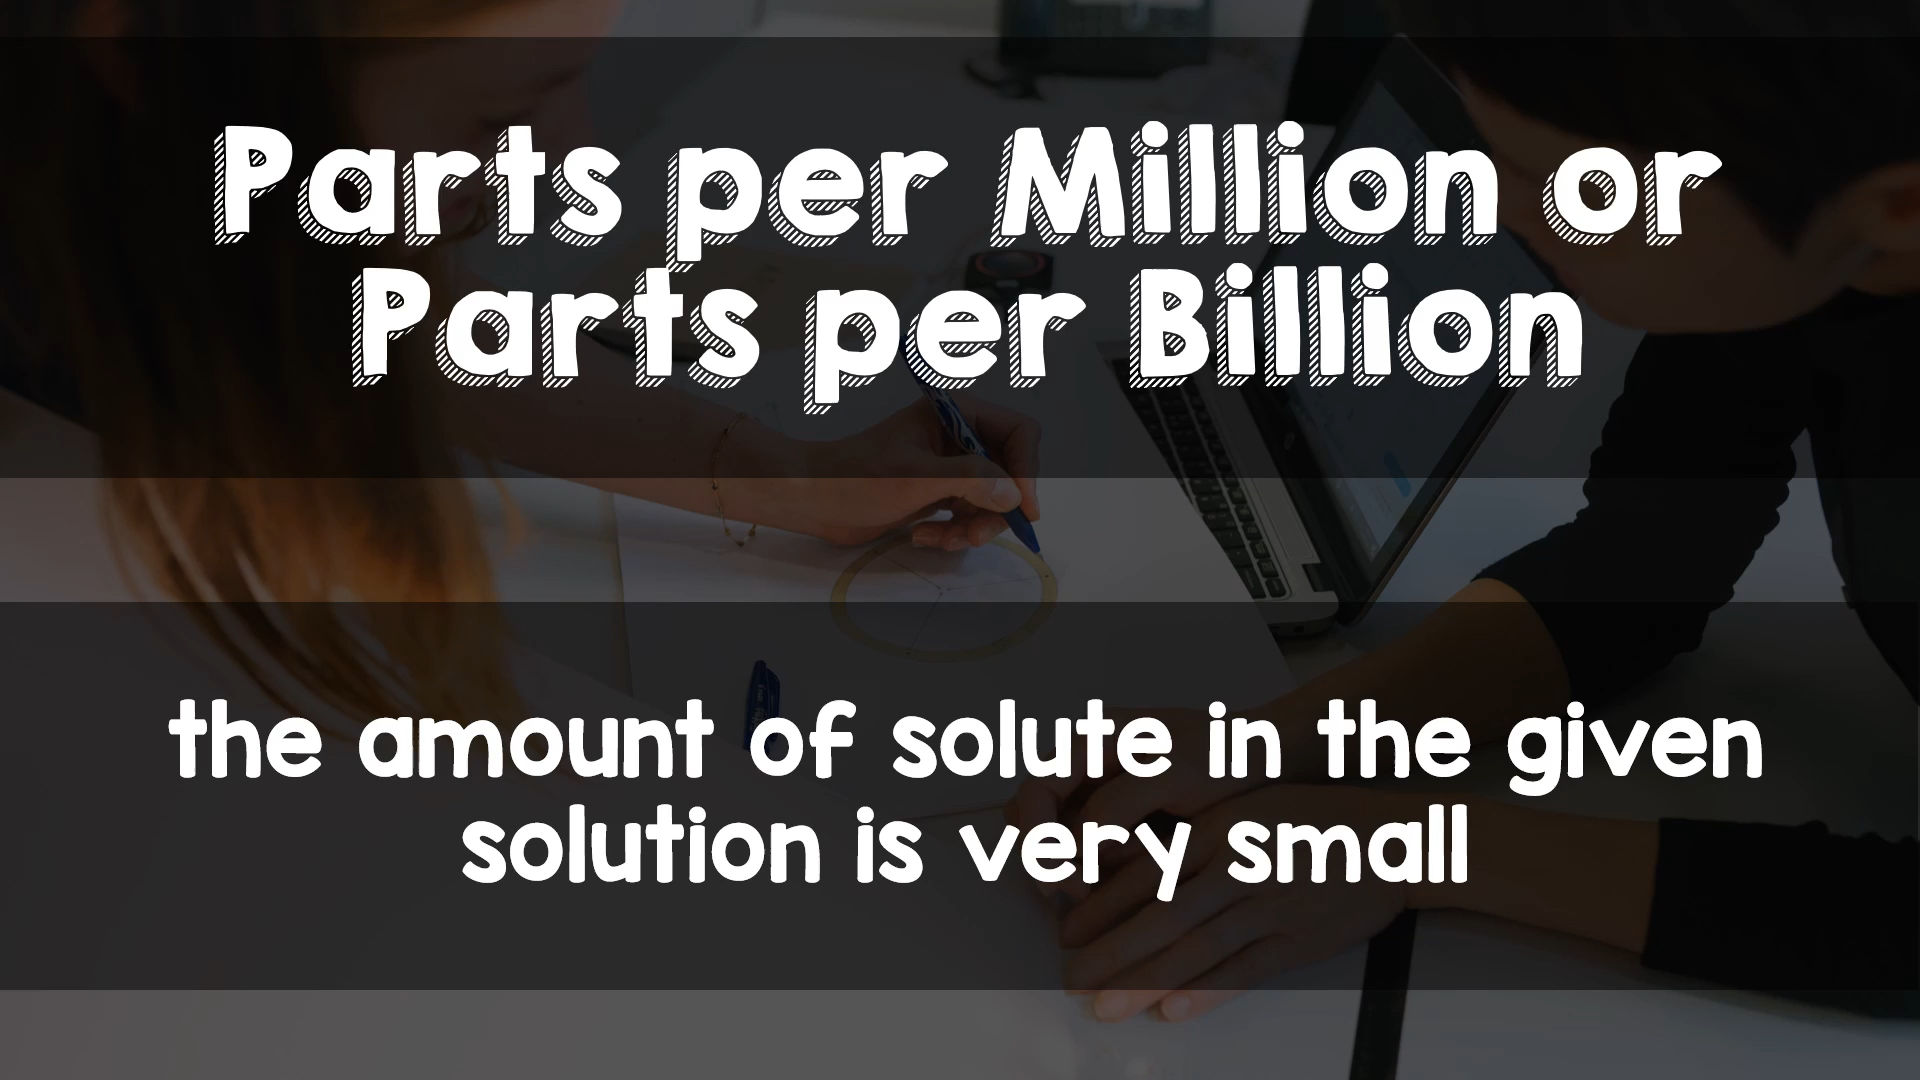 Parts per Million or
Parts per Billion
the amount of solute in the given
solution is very small